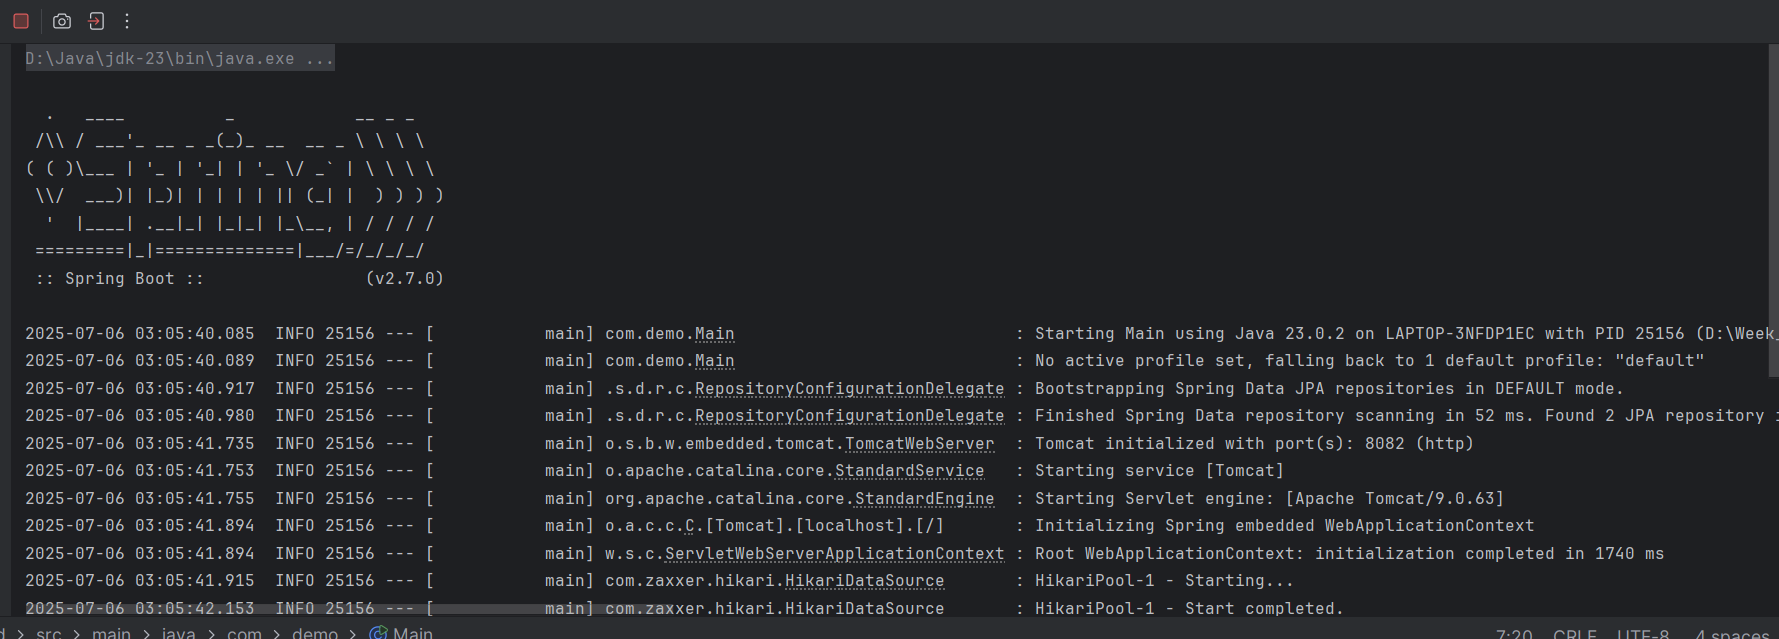 D:\Java\jdk-23\bin\java.exe ...
  .   ____          _            __ _ _
 /\\ / ___'_ __ _ _(_)_ __  __ _ \ \ \ \
( ( )\___ | '_ | '_| | '_ \/ _` | \ \ \ \
 \\/  ___)| |_)| | | | | || (_| |  ) ) ) )
  '  |____| .__|_| |_|_| |_\__, | / / / /
 =========|_|==============|___/=/_/_/_/
 :: Spring Boot ::                (v2.7.0)
2025-07-06 03:05:40.085  INFO 25156 --- [           main] com.demo.Main                            : Starting Main using Java 23.0.2 on LAPTOP-3NFDP1EC with PID 25156 (D:\Week_
2025-07-06 03:05:40.089  INFO 25156 --- [           main] com.demo.Main                            : No active profile set, falling back to 1 default profile: "default"
2025-07-06 03:05:40.917  INFO 25156 --- [           main] .s.d.r.c.RepositoryConfigurationDelegate : Bootstrapping Spring Data JPA repositories in DEFAULT mode.
2025-07-06 03:05:40.980  INFO 25156 --- [           main] .s.d.r.c.RepositoryConfigurationDelegate : Finished Spring Data repository scanning in 52 ms. Found 2 JPA repository
2025-07-06 03:05:41.735  INFO 25156 --- [           main] o.s.b.w.embedded.tomcat.TomcatWebServer  : Tomcat initialized with port(s): 8082 (http)
2025-07-06 03:05:41.753  INFO 25156 --- [           main] o.apache.catalina.core.StandardService   : Starting service [Tomcat]
2025-07-06 03:05:41.755  INFO 25156 --- [           main] org.apache.catalina.core.StandardEngine  : Starting Servlet engine: [Apache Tomcat/9.0.63]
2025-07-06 03:05:41.894  INFO 25156 --- [           main] o.a.c.c.C.[Tomcat].[localhost].[/]       : Initializing Spring embedded WebApplicationContext
2025-07-06 03:05:41.894  INFO 25156 --- [           main] w.s.c.ServletWebServerApplicationContext : Root WebApplicationContext: initialization completed in 1740 ms
2025-07-06 03:05:41.915  INFO 25156 --- [           main] com.zaxxer.hikari.HikariDataSource       : HikariPool-1 - Starting...
2025-07-06 03:05:42.153  INFO 25156 --- [           main] com.zaxxer.hikari.HikariDataSource       : HikariPool-1 - Start completed.
> src > main > java > com > demo > Main 7:20 CRLF UTF-8 4 spaces